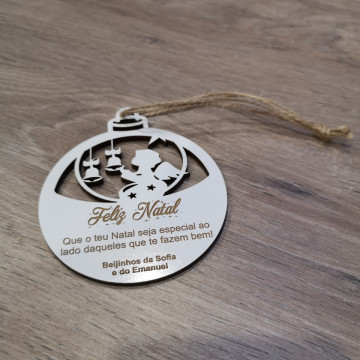 Feliz Natal
Que o teu Natal seja especial ao
lado daqueles que te fazem bem!
Beijinhos da Sofia
e do Emanuel